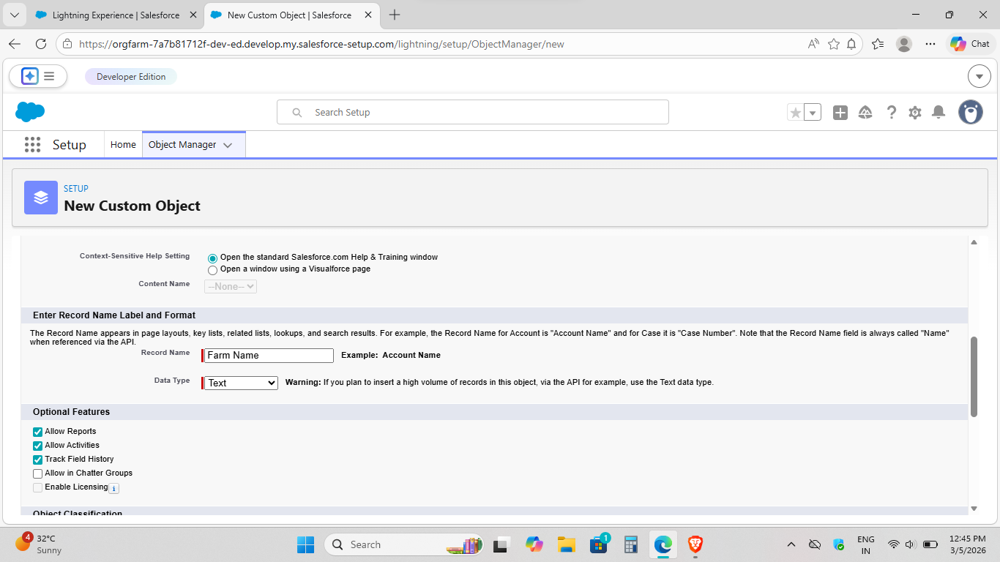 Lightning Experience | Salesforce
New Custom Object | Salesforce
https://orgfarm-7a7b81712f-dev-ed.develop.my.salesforce-setup.com/lightning/setup/ObjectManager/new
Chat
Developer Edition
Search Setup
Setup
Home
Object Manager
SETUP
New Custom Object
Context-Sensitive Help Setting
Open the standard Salesforce.com Help & Training window
Open a window using a Visualforce page
Content Name
--None--
Enter Record Name Label and Format
The Record Name appears in page layouts, key lists, related lists, lookups, and search results. For example, the Record Name for Account is "Account Name" and for Case it is "Case Number". Note that the Record Name field is always called "Name"
when referenced via the API.
Record Name
Farm Name
Example: Account Name
Data Type
Text
Warning: If you plan to insert a high volume of records in this object, via the API for example, use the Text data type.
Optional Features
Allow Reports
Allow Activities
Track Field History
Allow in Chatter Groups
Enable Licensing
i
Object Classification
4
32°C
Sunny
Search
1
ENG
IN
12:45 PM
3/5/2026